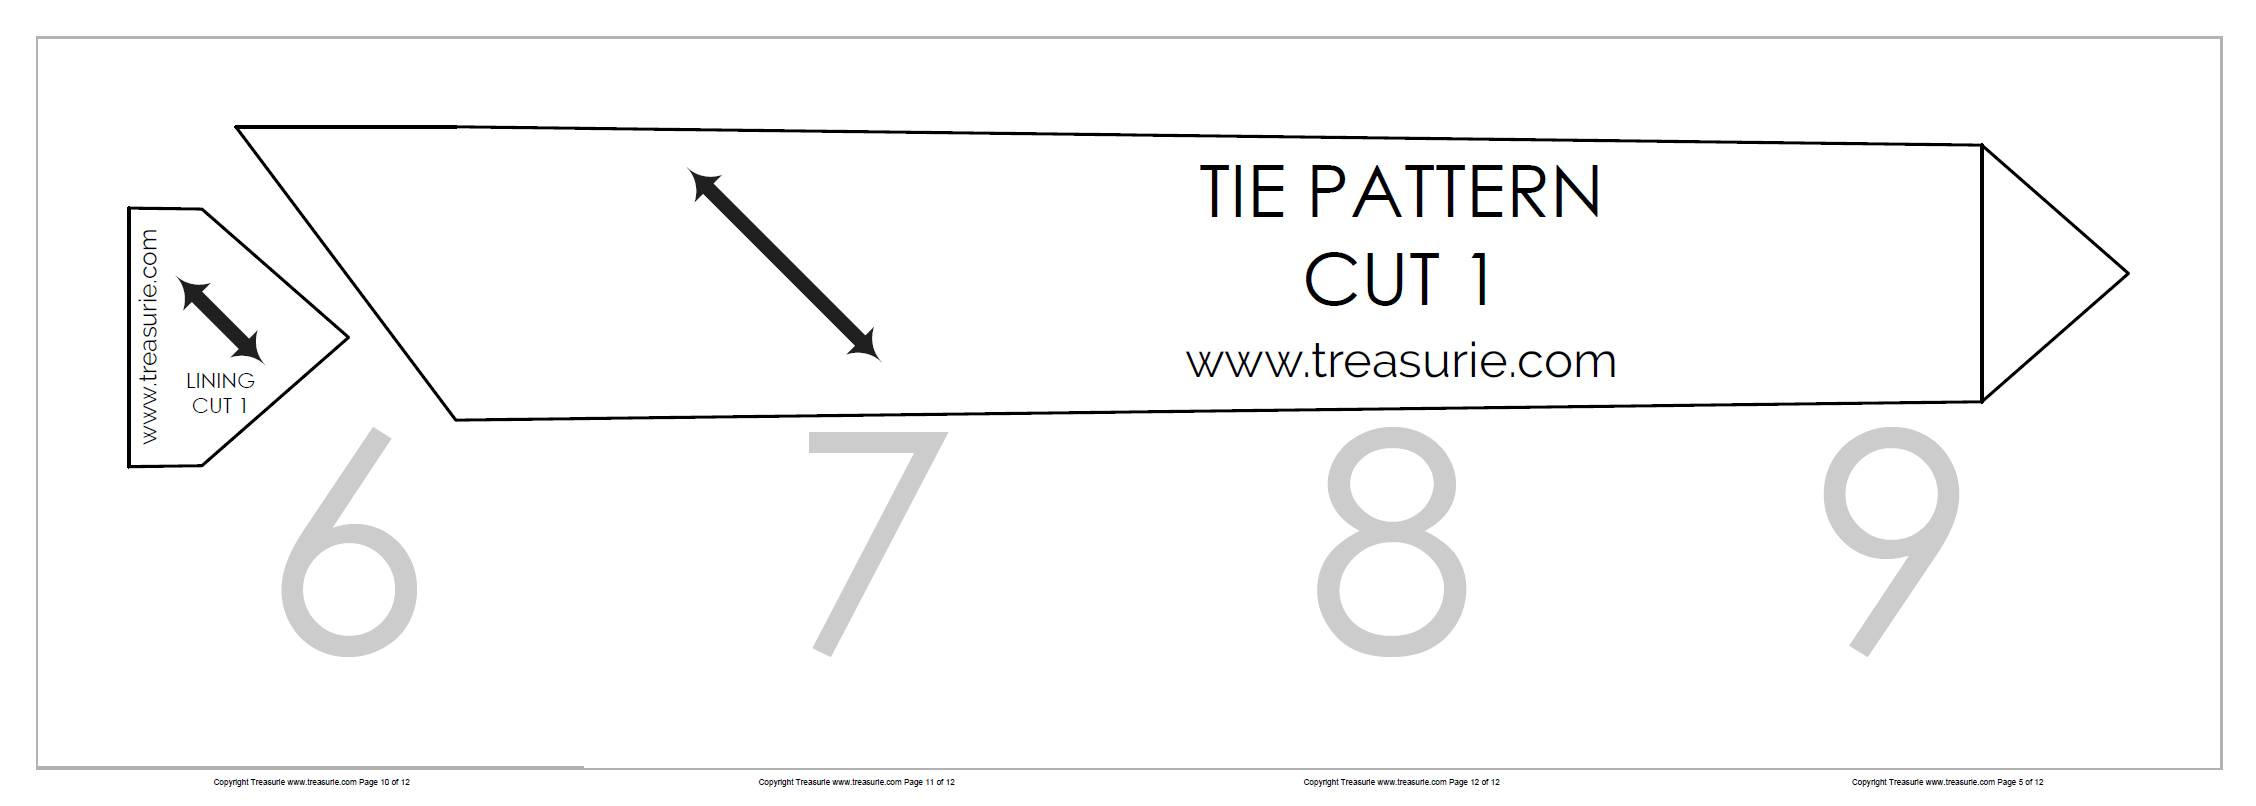 www.treasurie.com
LINING
CUT 1
TIE PATTERN
CUT 1
www.treasurie.com
6
7
8
9
Copyright Treasurie www.treasurie.com Page 10 of 12
Copyright Treasurie www.treasurie.com Page 11 of 12
Copyright Treasurie www.treasurie.com Page 12 of 12
Copyright Treasurie www.treasurie.com Page 5 of 12